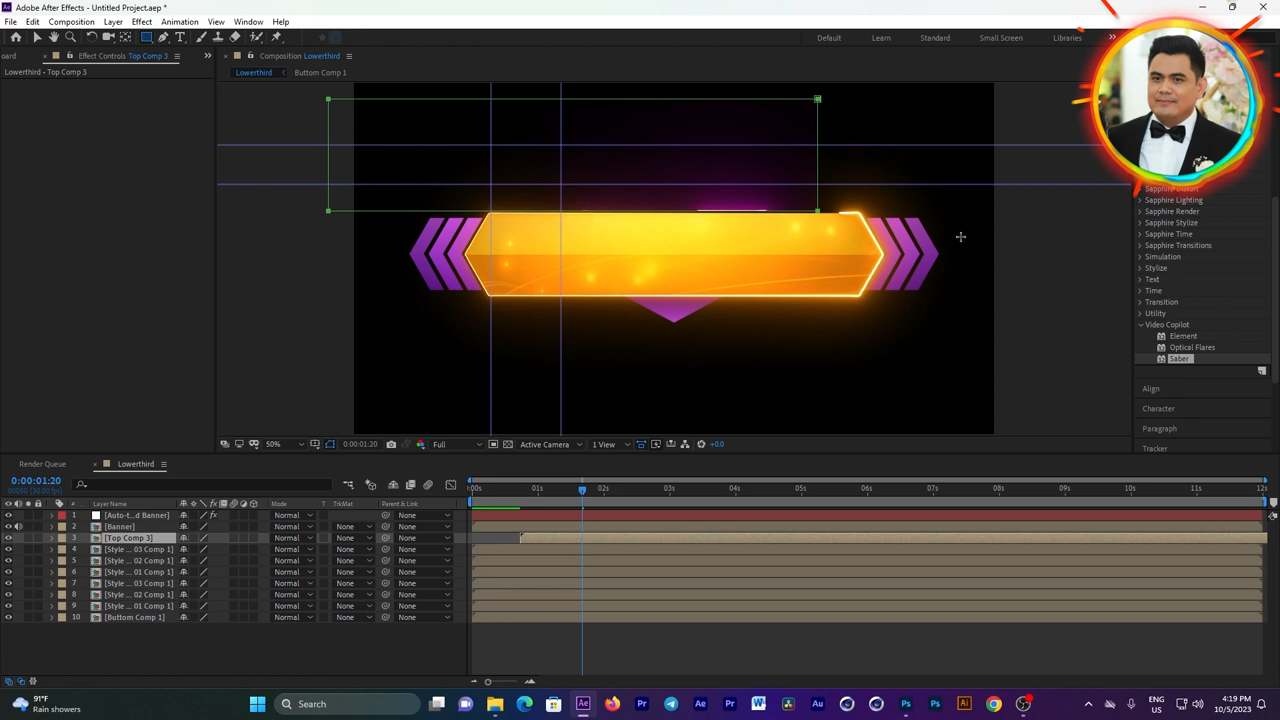 Adobe After Effects - Untitled Project.aep *
File Edit Composition Layer Effect Animation View Window Help
Default Learn Standard Small Screen Libraries
oard Effect Controls Top Comp 3 Composition Lowerthird
Lowerthird - Top Comp 3 Lowerthird Buttom Comp 1
Sapphire Distort
Sapphire Lighting
Sapphire Render
Sapphire Stylize
Sapphire Time
Sapphire Transitions
Simulation
Stylize
Text
Time
Transition
Utility
Video Copilot
Element
Optical Flares
Saber
Align
Character
Paragraph
Tracker
50% 0:00:01:20 Full Active Camera 1 View +0.0
Render Queue Lowerthird
0:00:01:20
00050 (30.00 fps)
# Layer Name Mode T TrkMat Parent & Link
:00s 01s 02s 03s 04s 05s 06s 07s 08s 09s 10s 11s 12s
1 [Auto-t...d Banner] Normal None
2 [Banner] Normal None None
3 [Top Comp 3] Normal None None
4 [Style ... 03 Comp 1] Normal None None
5 [Style ... 02 Comp 1] Normal None None
6 [Style ... 01 Comp 1] Normal None None
7 [Style ... 03 Comp 1] Normal None None
8 [Style ... 02 Comp 1] Normal None None
9 [Style ... 01 Comp 1] Normal None None
10 [Buttom Comp 1] Normal None None
91°F
Rain showers
Search
ENG
US
4:19 PM
10/5/2023